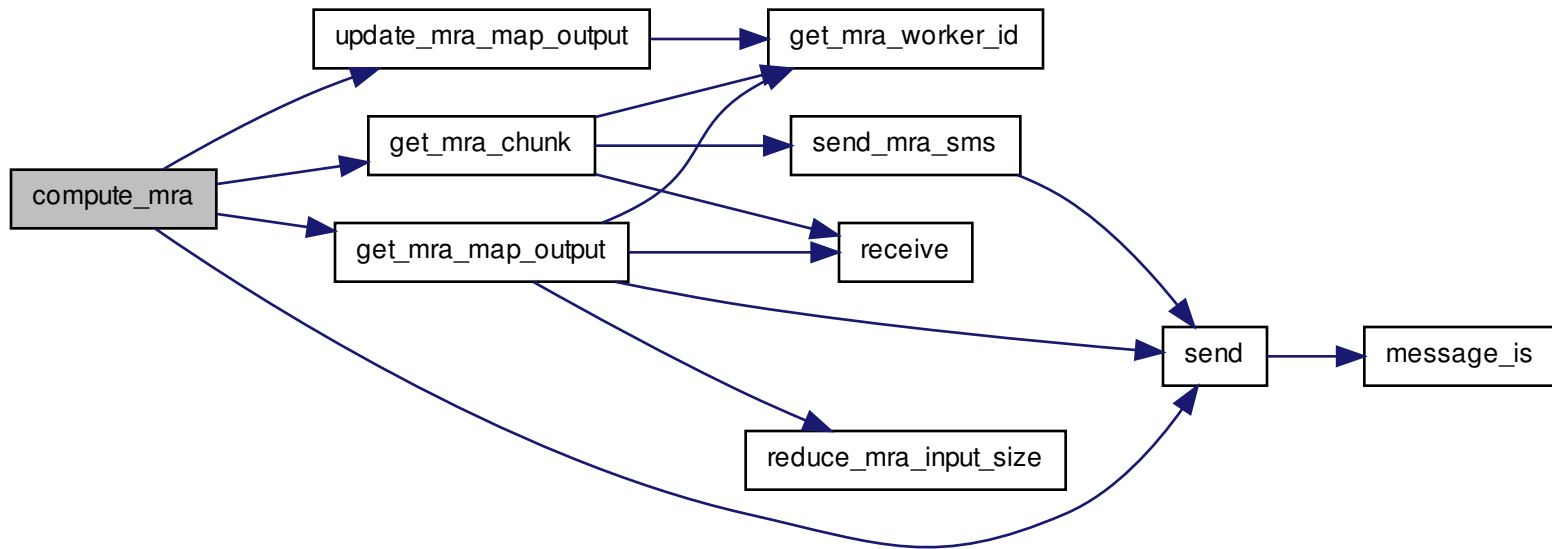 update_mra_map_output
get_mra_worker_id
get_mra_chunk
send_mra_sms
compute_mra
get_mra_map_output
receive
send
message_is
reduce_mra_input_size